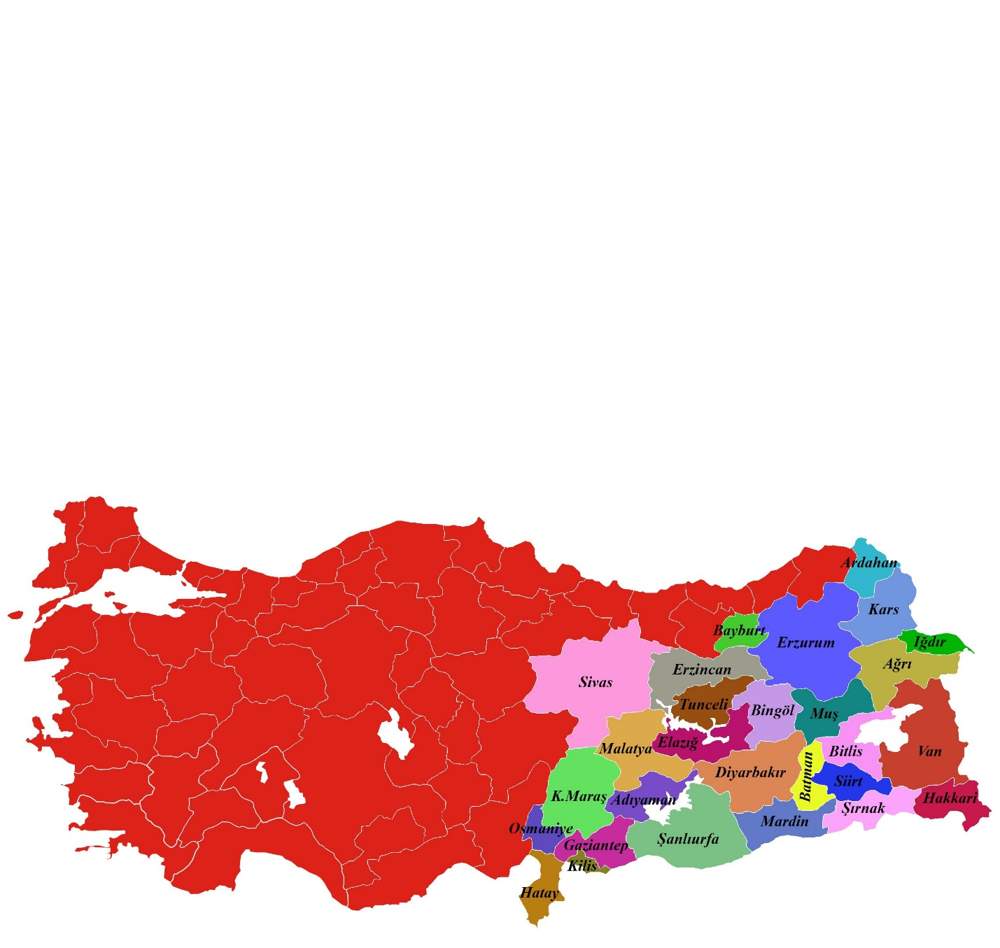 Ardahan
Kars
Bayburt
Erzurum
Iğdır
Ağrı
Erzincan
Sivas
Tunceli
Bingöl
Muş
Elazığ
Malatya
Bitlis
Van
Diyarbakır
Batman
Siirt
K.Maraş
Adıyaman
Hakkari
Şırnak
Mardin
Osmaniye
Şanlıurfa
Gaziantep
Kilis
Hatay